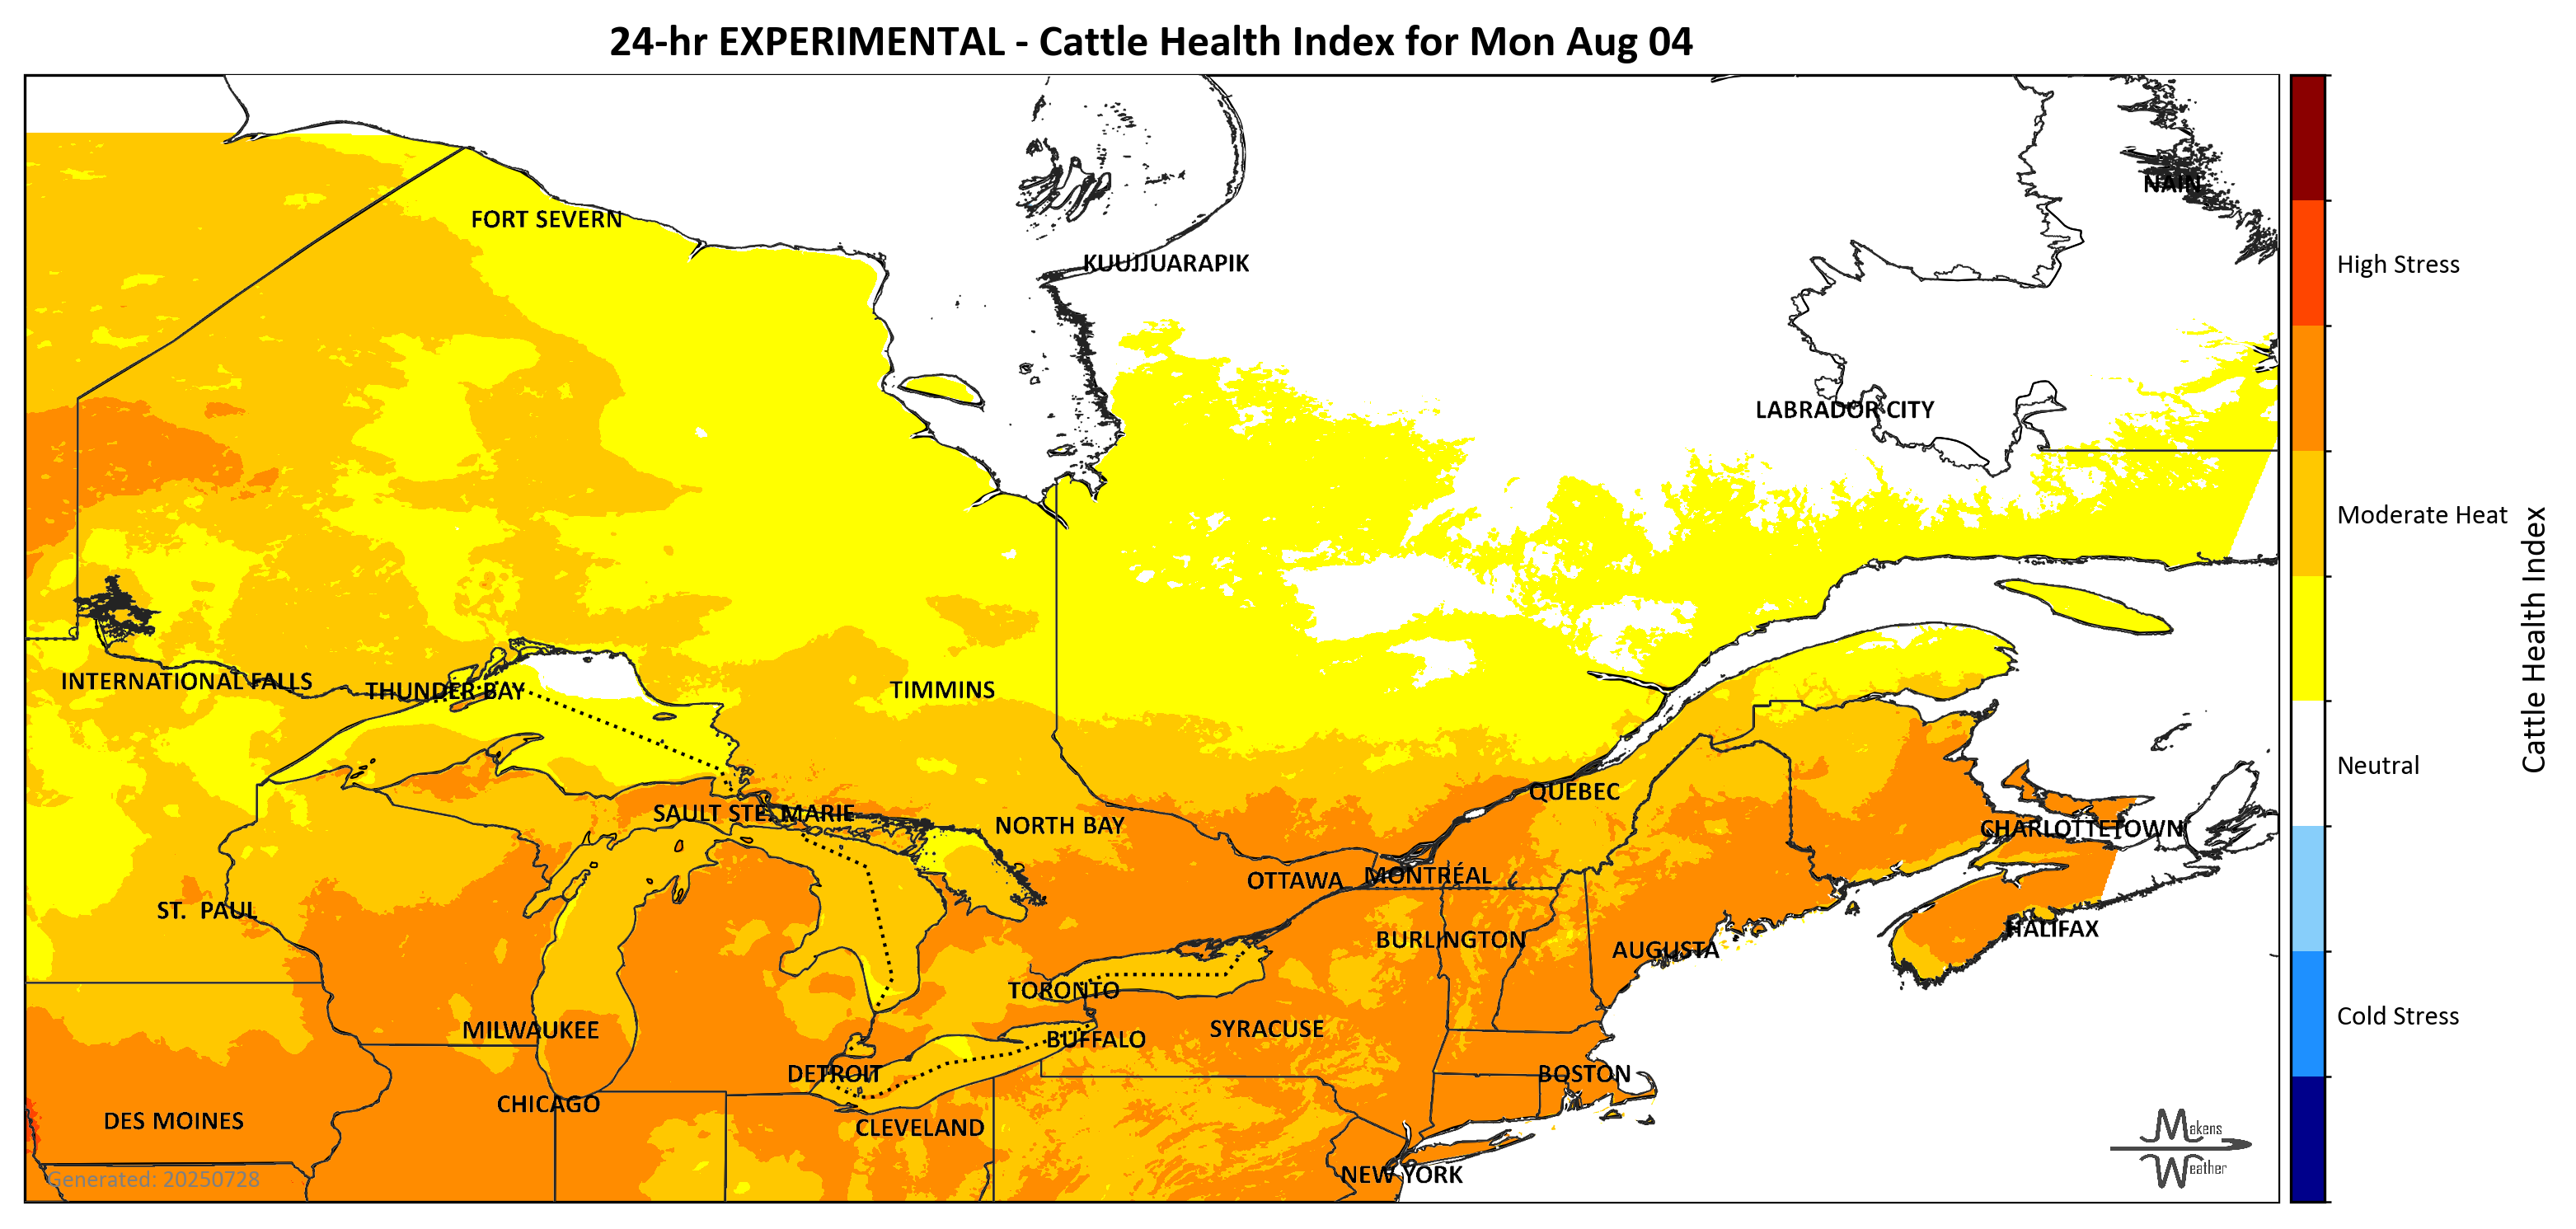 24-hr EXPERIMENTAL - Cattle Health Index for Mon Aug 04
NAIN
FORT SEVERN
KUUJJUARAPIK
High Stress
LABRADOR CITY
Moderate Heat
Cattle Health Index
INTERNATIONAL FALLS
THUNDER BAY
TIMMINS
Neutral
QUEBEC
SAULT STE. MARIE
NORTH BAY
CHARLOTTETOWN
OTTAWA
MONTRÉAL
ST. PAUL
HALIFAX
BURLINGTON
AUGUSTA
TORONTO
Cold Stress
MILWAUKEE
SYRACUSE
BUFFALO
DETROIT
BOSTON
CHICAGO
DES MOINES
CLEVELAND
Makens
Weather
NEW YORK
Generated: 20250728